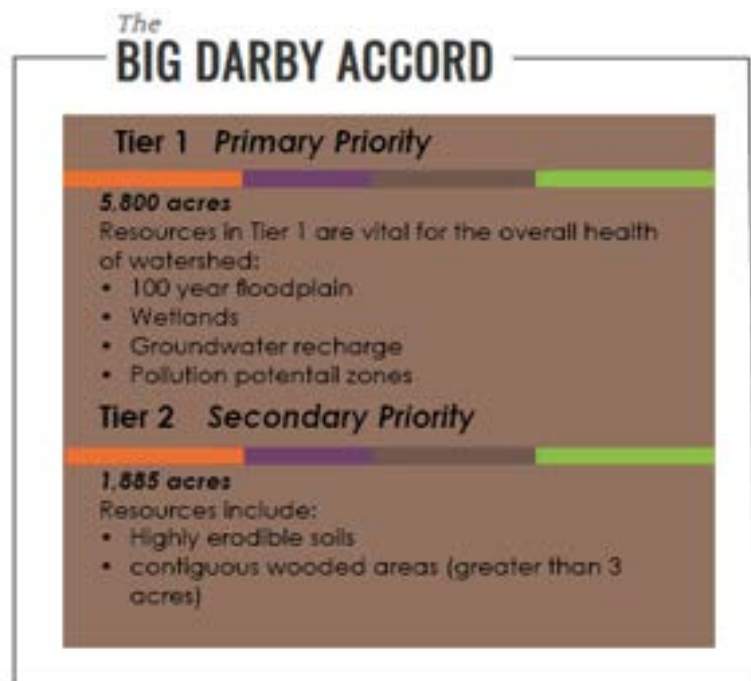 The
BIG DARBY ACCORD
Tier 1 Primary Priority
5,800 acres
Resources in Tier 1 are vital for the overall health
of watershed:
• 100 year floodplain
• Wetlands
• Groundwater recharge
• Pollution potentail zones
Tier 2 Secondary Priority
1,885 acres
Resources include:
• Highly erodible soils
• contiguous wooded areas (greater than 3
acres)